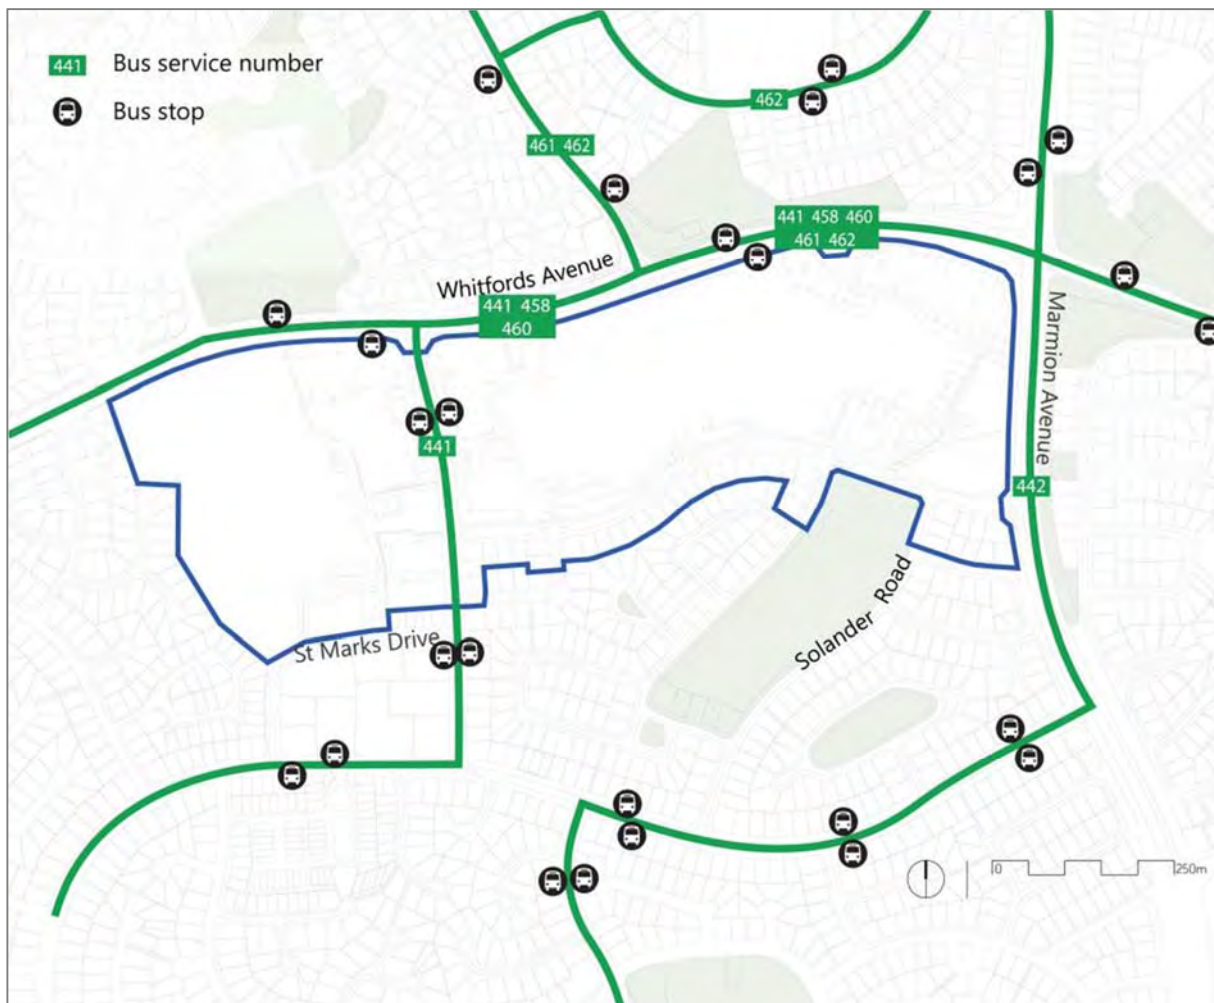 441 Bus service number
Bus stop
462
461 462
441 458 460
461 462
Whitfords Avenue
441 458
460
Marmion Avenue
441
442
Solander Road
St Marks Drive
0 250m